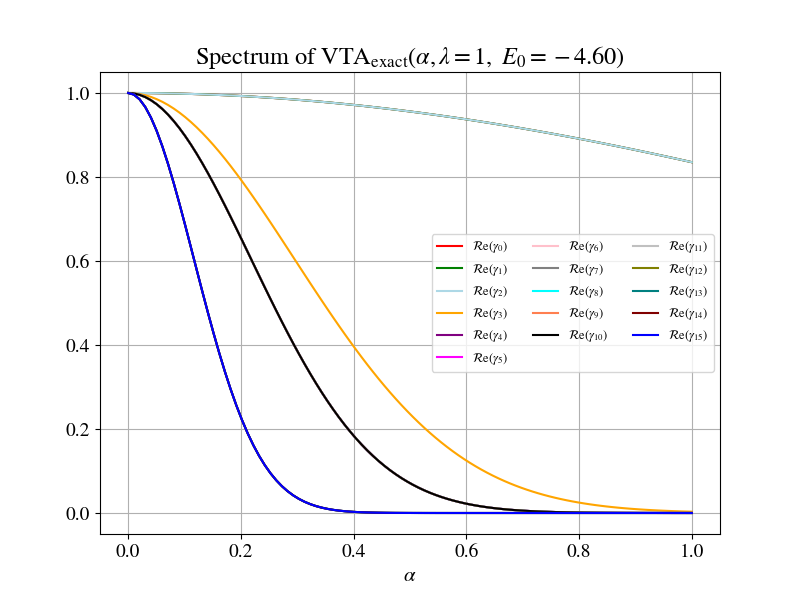 Spectrum of VTA_exact(α, λ = 1, E_0 = −4.60)
1.0
0.8
0.6
0.4
0.2
0.0
ℛe(γ_0)
ℛe(γ_1)
ℛe(γ_2)
ℛe(γ_3)
ℛe(γ_4)
ℛe(γ_5)
ℛe(γ_6)
ℛe(γ_7)
ℛe(γ_8)
ℛe(γ_9)
ℛe(γ_10)
ℛe(γ_11)
ℛe(γ_12)
ℛe(γ_13)
ℛe(γ_14)
ℛe(γ_15)
0.0 0.2 0.4 0.6 0.8 1.0
α